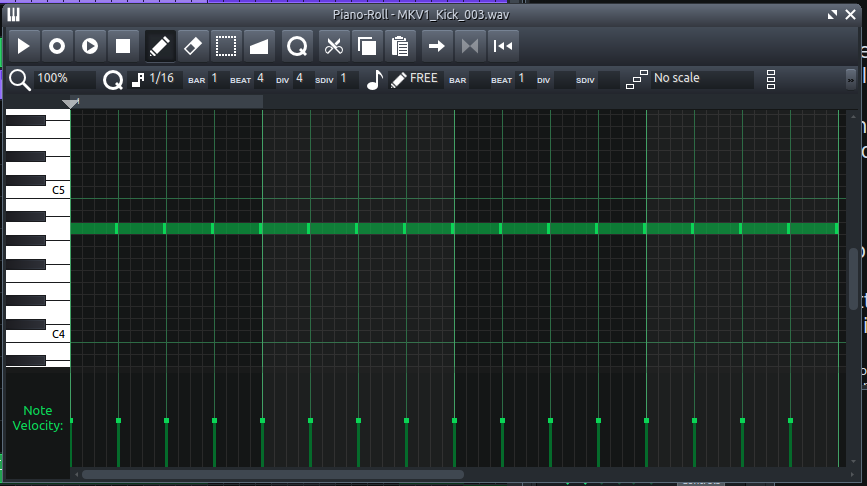 Piano-Roll - MKV1_Kick_003.wav
100% 1/16 BAR 1 BEAT 4 DIV 4 SDIV 1 FREE BAR BEAT 1 DIV SDIV No scale
C5
C4
Note
Velocity: